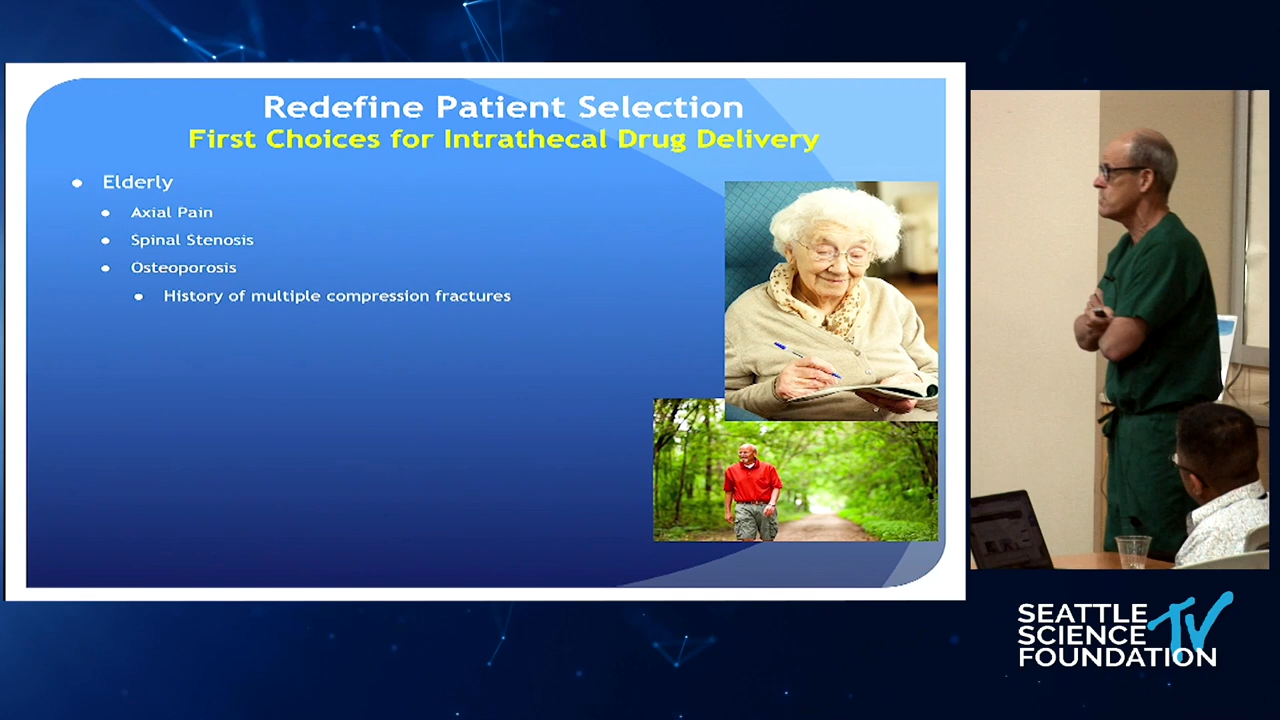 Redefine Patient Selection
First Choices for Intrathecal Drug Delivery
Elderly
Axial Pain
Spinal Stenosis
Osteoporosis
History of multiple compression fractures
SEATTLE
SCIENCE TV
FOUNDATION